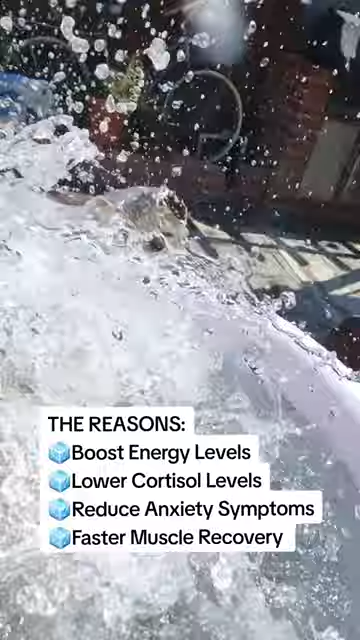 THE REASONS:
🧊Boost Energy Levels
🧊Lower Cortisol Levels
🧊Reduce Anxiety Symptoms
🧊Faster Muscle Recovery